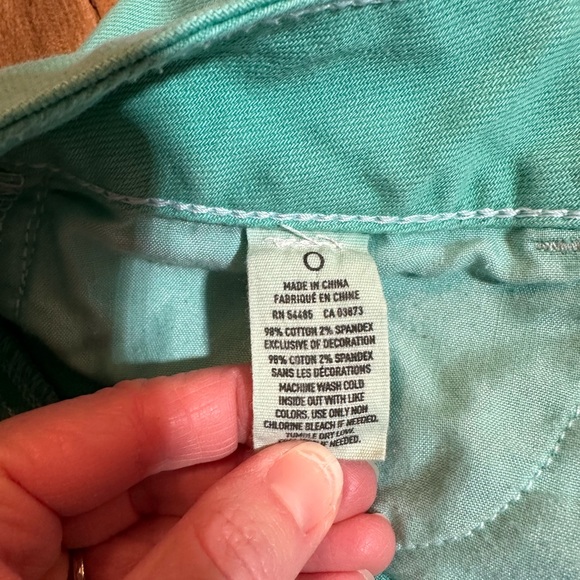 0
MADE IN CHINA
FABRIQUÉ EN CHINE
RN 54485 CA 03873
98% COTTON 2% SPANDEX
EXCLUSIVE OF DECORATION
98% COTON 2% SPANDEX
SANS LES DÉCORATIONS
MACHINE WASH COLD
INSIDE OUT WITH LIKE
COLORS, USE ONLY NON
CHLORINE BLEACH IF NEEDED.
TUMBLE DRY LOW.
IF NEEDED.